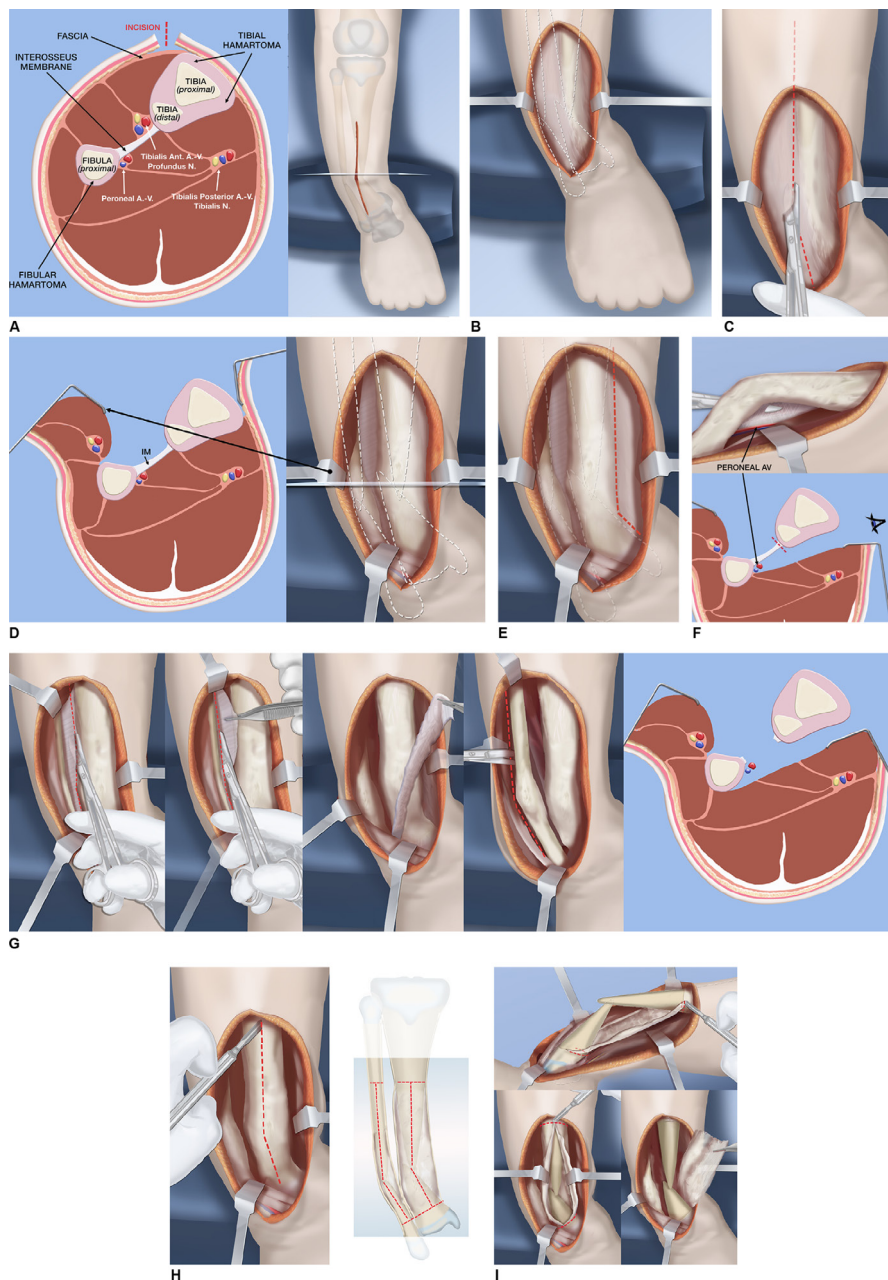 INCISION
FASCIA
TIBIAL
HAMARTOMA
INTEROSSEUS
MEMBRANE
TIBIA
(proximal)
TIBIA
(distal)
FIBULA
(proximal)
Tibialis Ant. A.-V.
Profundus N.
Peroneal A.-V.
Tibialis Posterior A.-V.
Tibialis N.
FIBULAR
HAMARTOMA
A
B
C
IM
PERONEAL AV
D
E
F
G
H
I